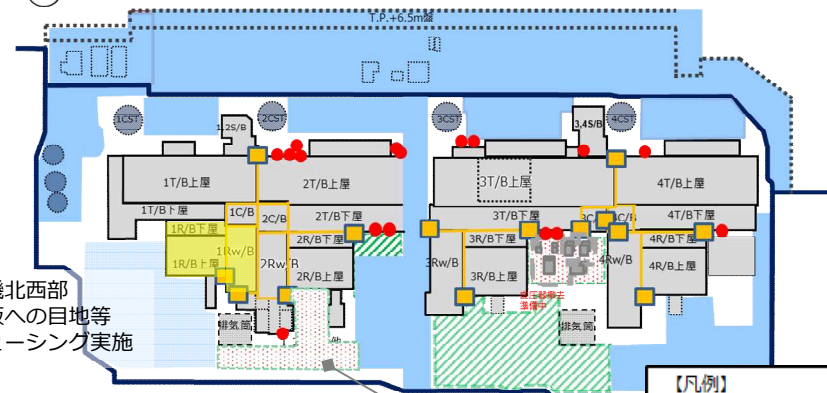 T.P.+6.5m盤
1CST
2CST
3CST
4CST
1,2S/B
3,4S/B
1T/B上屋
2T/B上屋
3T/B上屋
4T/B上屋
1T/B下屋
1C/B
2C/B
2T/B下屋
3T/B下屋
4T/B下屋
1R/B下屋
1Rw/B
2R/B下屋
3R/B下屋
4R/B下屋
1R/B上屋
2Rw/B
2R/B上屋
3Rw/B
3R/B上屋
4Rw/B
4R/B上屋
機北西部
への目地等
ェーシング実施
準備中
排気筒
排気筒
【凡例】